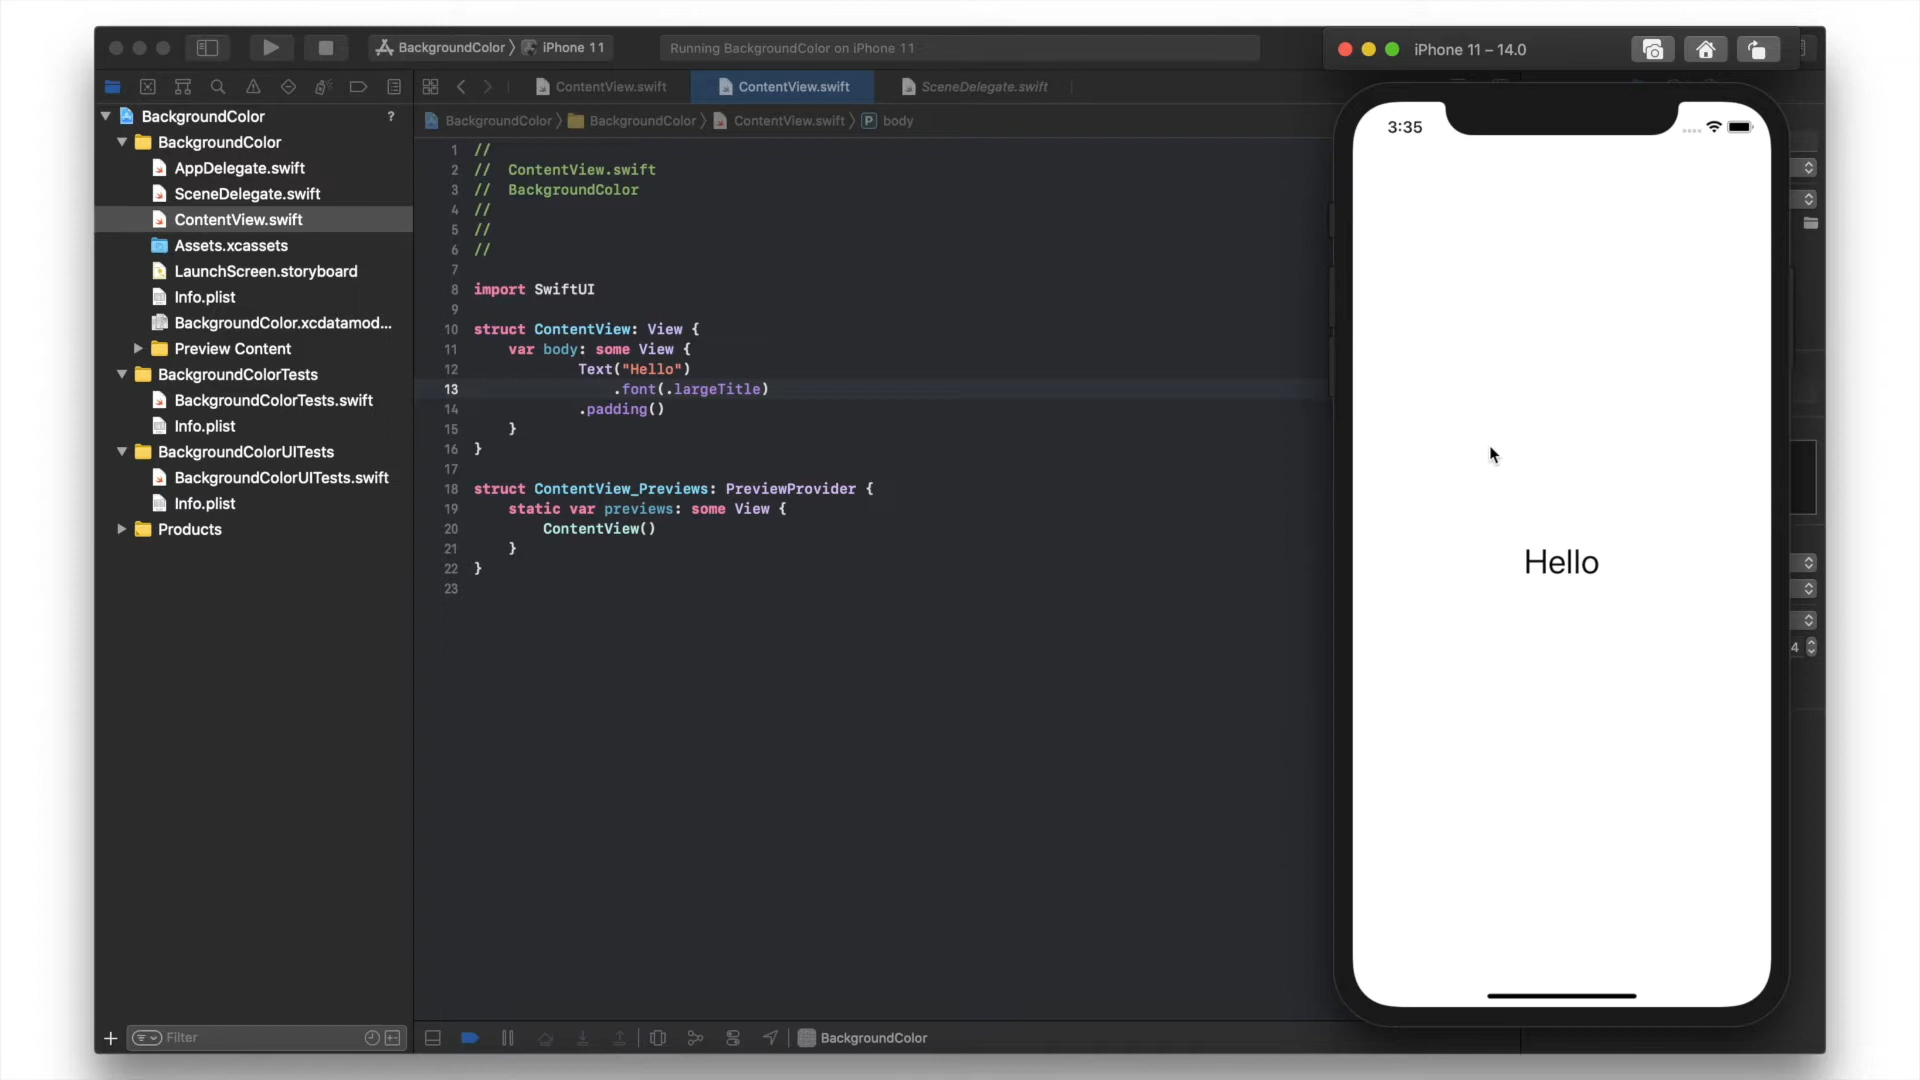 BackgroundColor 〉 iPhone 11
Running BackgroundColor on iPhone 11
iPhone 11 – 14.0
ContentView.swift
ContentView.swift
SceneDelegate.swift
BackgroundColor 〉 BackgroundColor 〉 ContentView.swift 〉 P body
BackgroundColor ?
BackgroundColor
AppDelegate.swift
SceneDelegate.swift
ContentView.swift
Assets.xcassets
LaunchScreen.storyboard
Info.plist
BackgroundColor.xcdatamod...
Preview Content
BackgroundColorTests
BackgroundColorTests.swift
Info.plist
BackgroundColorUITests
BackgroundColorUITests.swift
Info.plist
Products
1 //
2 //  ContentView.swift
3 //  BackgroundColor
4 //
5 //
6 //
7
8 import SwiftUI
9
10 struct ContentView: View {
11     var body: some View {
12             Text("Hello")
13                 .font(.largeTitle)
14             .padding()
15     }
16 }
17
18 struct ContentView_Previews: PreviewProvider {
19     static var previews: some View {
20         ContentView()
21     }
22 }
23
3:35
Hello
4
Filter
BackgroundColor